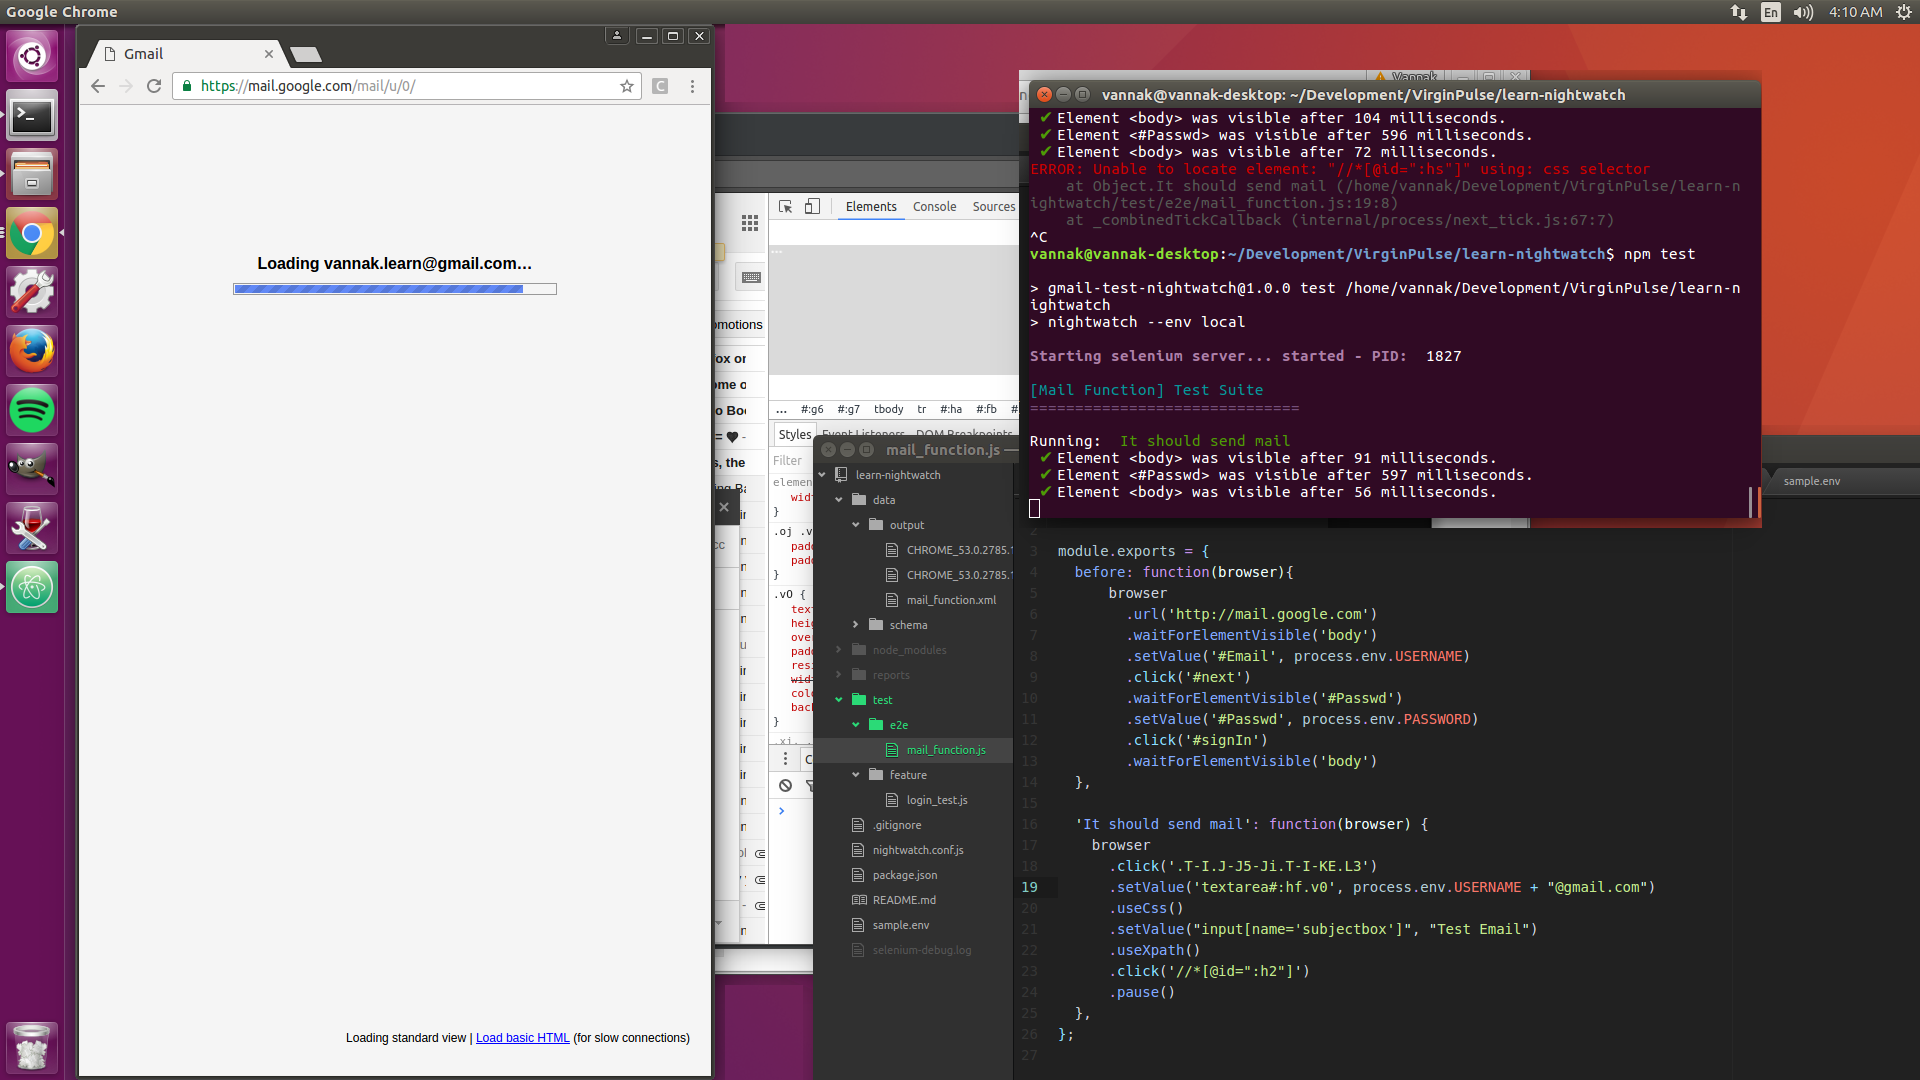 Google Chrome
En
4:10 AM
Gmail
https://mail.google.com/mail/u/0/
C
Loading vannak.learn@gmail.com…
Loading standard view | Load basic HTML (for slow connections)
Vannak
Elements Console Sources
omotions
fox or
ome o
o Boo
s, the
… #:g6 #:g7 tbody tr #:ha #:fb
Styles Event Listeners DOM Breakpoints
Filter
}
.oj .v
}
.vO {
}
vannak@vannak-desktop: ~/Development/VirginPulse/learn-nightwatch
✔ Element <body> was visible after 104 milliseconds.
✔ Element <#Passwd> was visible after 596 milliseconds.
✔ Element <body> was visible after 72 milliseconds.
ERROR: Unable to locate element: "//*[@id=":hs"]" using: css selector
at Object.It should send mail (/home/vannak/Development/VirginPulse/learn-n
ightwatch/test/e2e/mail_function.js:19:8)
at _combinedTickCallback (internal/process/next_tick.js:67:7)
^C
vannak@vannak-desktop:~/Development/VirginPulse/learn-nightwatch$ npm test
> gmail-test-nightwatch@1.0.0 test /home/vannak/Development/VirginPulse/learn-n
ightwatch
> nightwatch --env local
Starting selenium server... started - PID: 1827
[Mail Function] Test Suite
==============================
Running: It should send mail
✔ Element <body> was visible after 91 milliseconds.
✔ Element <#Passwd> was visible after 597 milliseconds.
✔ Element <body> was visible after 56 milliseconds.
mail_function.js —
learn-nightwatch
data
output
CHROME_53.0.2785.1
CHROME_53.0.2785.1
mail_function.xml
schema
node_modules
reports
test
e2e
mail_function.js
feature
login_test.js
.gitignore
nightwatch.conf.js
package.json
README.md
sample.env
selenium-debug.log
sample.env
2
3 module.exports = {
4 before: function(browser){
5 browser
6 .url('http://mail.google.com')
7 .waitForElementVisible('body')
8 .setValue('#Email', process.env.USERNAME)
9 .click('#next')
10 .waitForElementVisible('#Passwd')
11 .setValue('#Passwd', process.env.PASSWORD)
12 .click('#signIn')
13 .waitForElementVisible('body')
14 },
15
16 'It should send mail': function(browser) {
17 browser
18 .click('.T-I.J-J5-Ji.T-I-KE.L3')
19 .setValue('textarea#:hf.v0', process.env.USERNAME + "@gmail.com")
20 .useCss()
21 .setValue("input[name='subjectbox']", "Test Email")
22 .useXpath()
23 .click('//*[@id=":h2"]')
24 .pause()
25 },
26 };
27